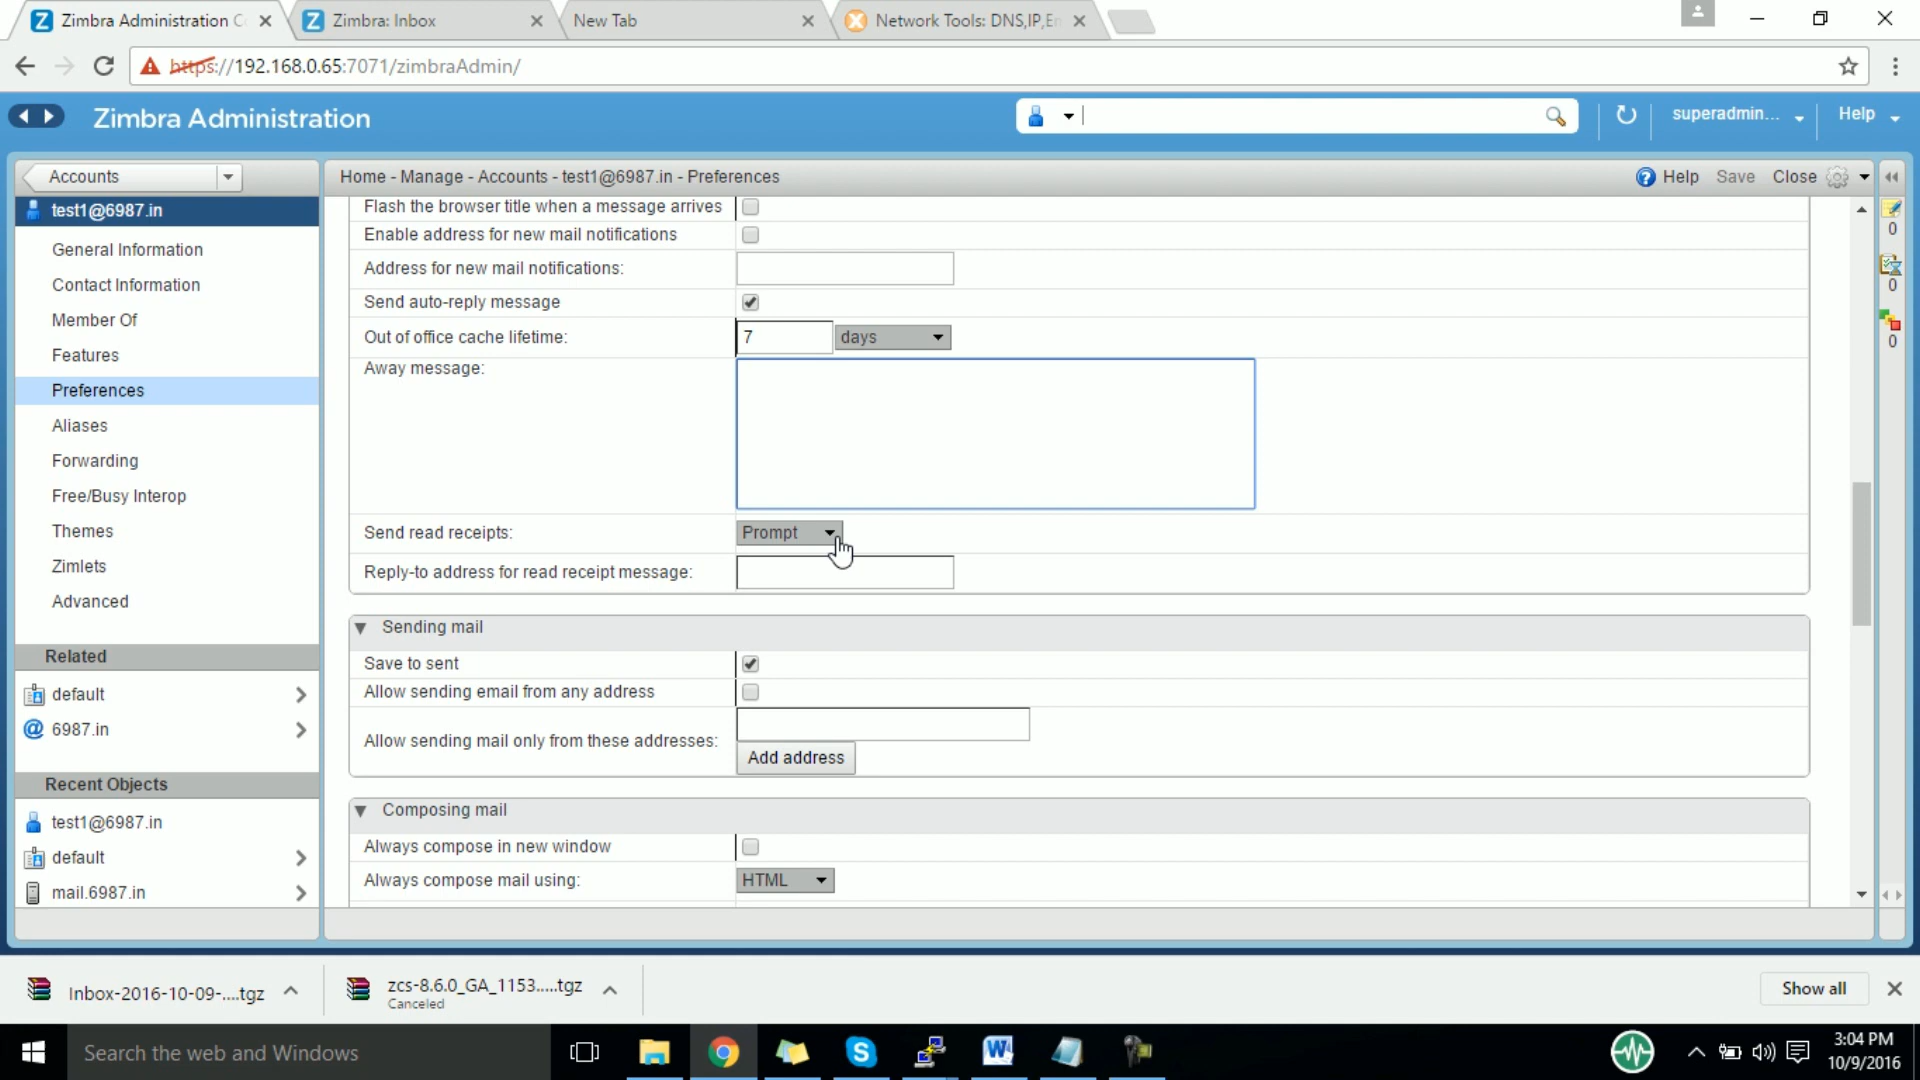 Zimbra Administration C
Zimbra: Inbox
New Tab
Network Tools: DNS,IP,En
https://192.168.0.65:7071/zimbraAdmin/
Zimbra Administration
superadmin...
Help
Accounts
Home - Manage - Accounts - test1@6987.in - Preferences
Help
Save
Close
test1@6987.in
General Information
Contact Information
Member Of
Features
Preferences
Aliases
Forwarding
Free/Busy Interop
Themes
Zimlets
Advanced
Related
default
6987.in
Recent Objects
test1@6987.in
default
mail.6987.in
Flash the browser title when a message arrives
Enable address for new mail notifications
Address for new mail notifications:
Send auto-reply message
Out of office cache lifetime:
7
days
Away message:
Send read receipts:
Prompt
Reply-to address for read receipt message:
Sending mail
Save to sent
Allow sending email from any address
Allow sending mail only from these addresses:
Add address
Composing mail
Always compose in new window
Always compose mail using:
HTML
0
0
0
Inbox-2016-10-09-....tgz
zcs-8.6.0_GA_1153.....tgz
Canceled
Show all
Search the web and Windows
3:04 PM
10/9/2016